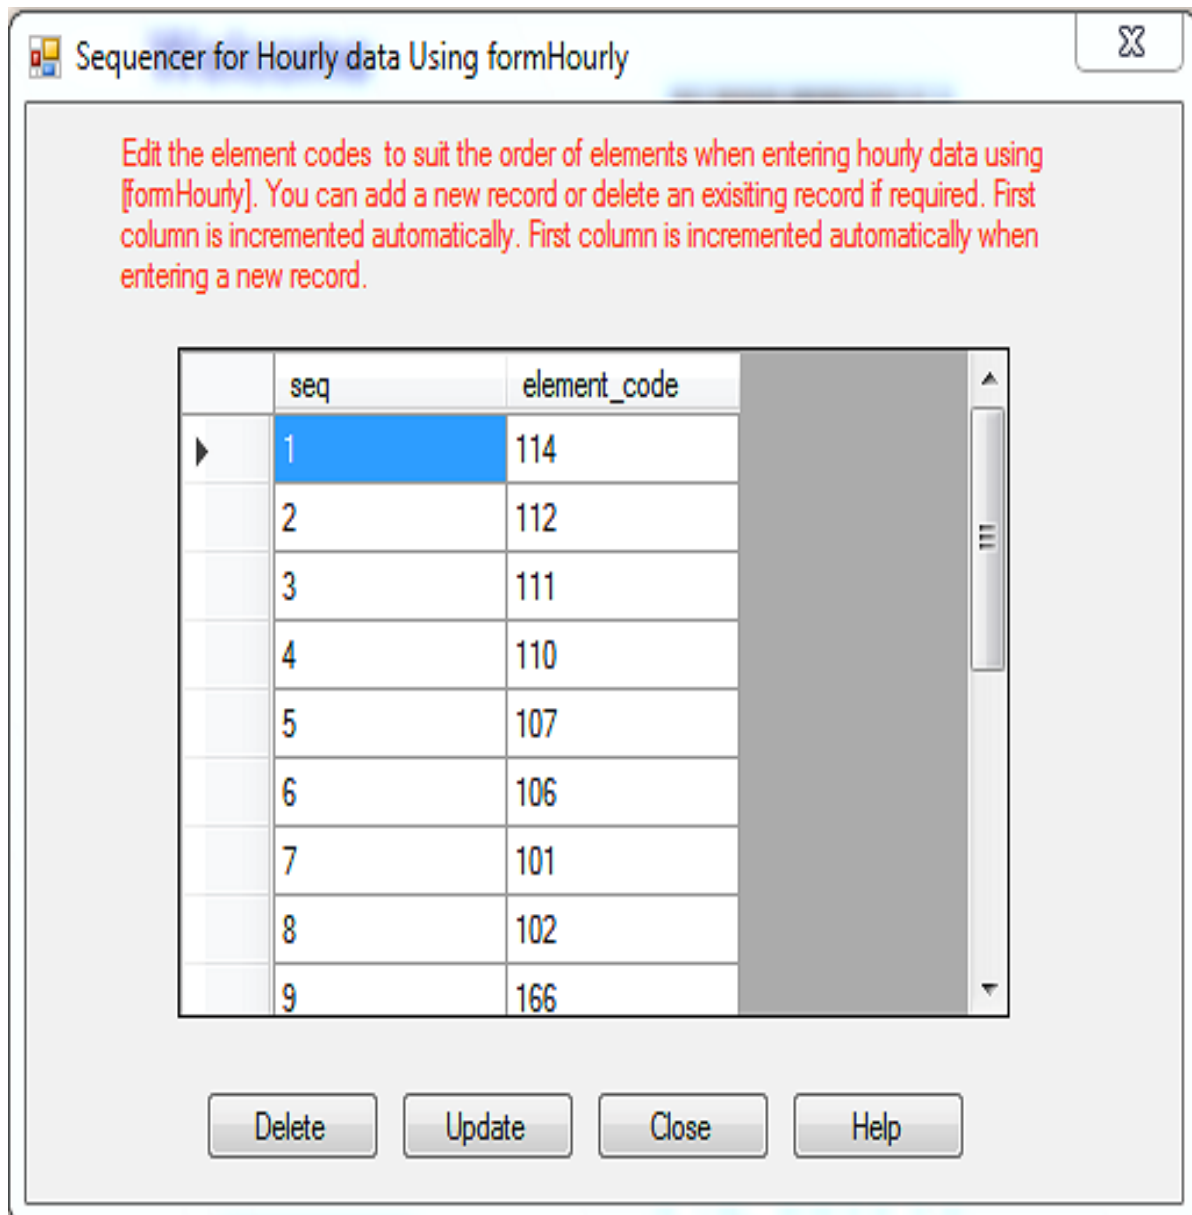 Sequencer for Hourly data Using formHourly
Edit the element codes to suit the order of elements when entering hourly data using
[formHourly]. You can add a new record or delete an exisiting record if required. First
column is incremented automatically. First column is incremented automatically when
entering a new record.
seq element_code
1 114
2 112
3 111
4 110
5 107
6 106
7 101
8 102
9 166
Delete Update Close Help